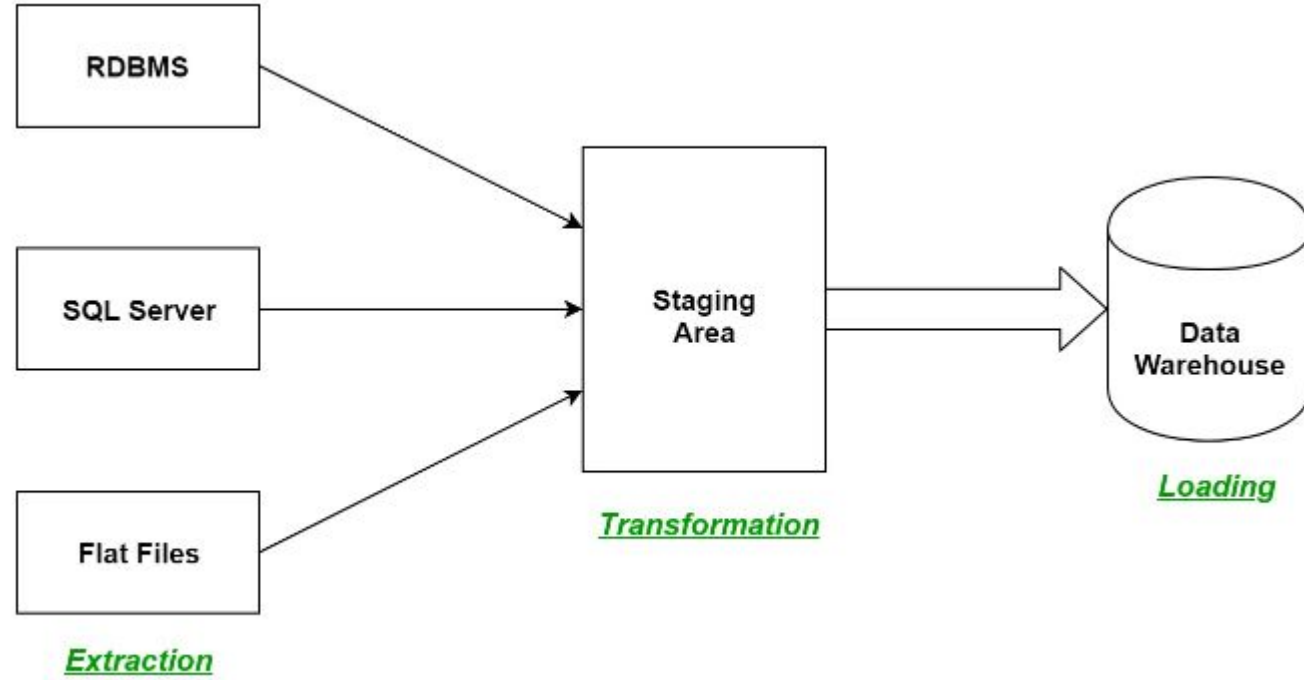 RDBMS
SQL Server
Flat Files
Extraction
Staging
Area
Transformation
Data
Warehouse
Loading